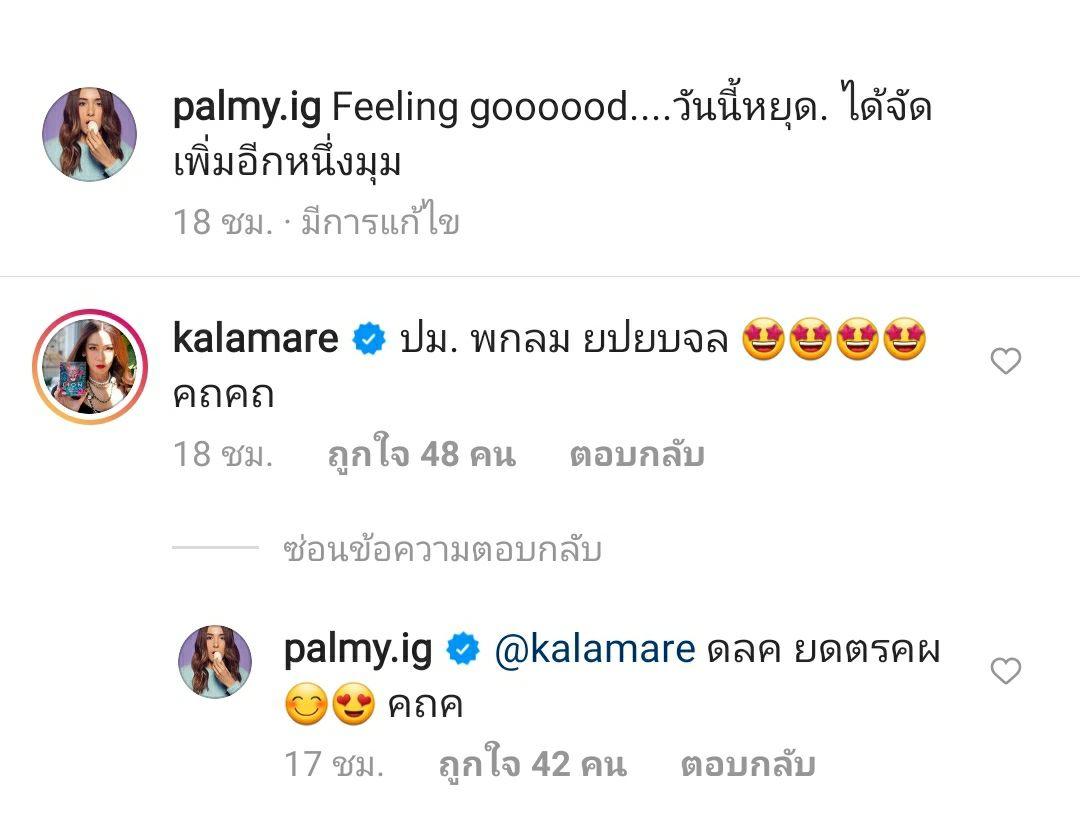 palmy.ig Feeling goooood....วันนี้หยุด. ได้จัด
เพิ่มอีกหนึ่งมุม
18 ชม. · มีการแก้ไข
kalamare ปม. พกลม ยปยบจล 🤩🤩🤩🤩
คถคถ
18 ชม. ถูกใจ 48 คน ตอบกลับ
ซ่อนข้อความตอบกลับ
palmy.ig @kalamare ดลค ยดตรคผ
😊😍 คถค
17 ชม. ถูกใจ 42 คน ตอบกลับ